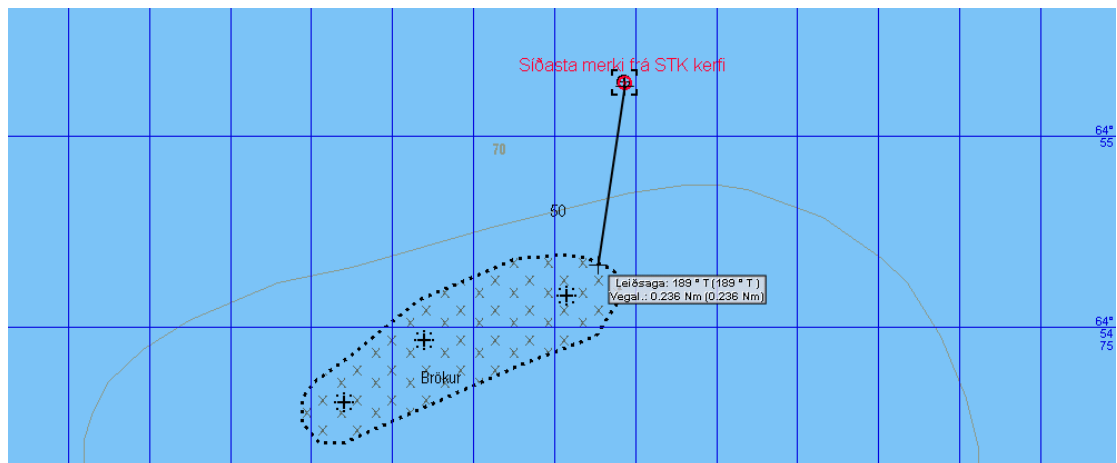 Síðasta merki frá STK kerfi
64°
55
70
50
Leiðsaga: 189 ° T (189 ° T )
Vegal.: 0.236 Nm (0.236 Nm)
64°
54
75
Brökur